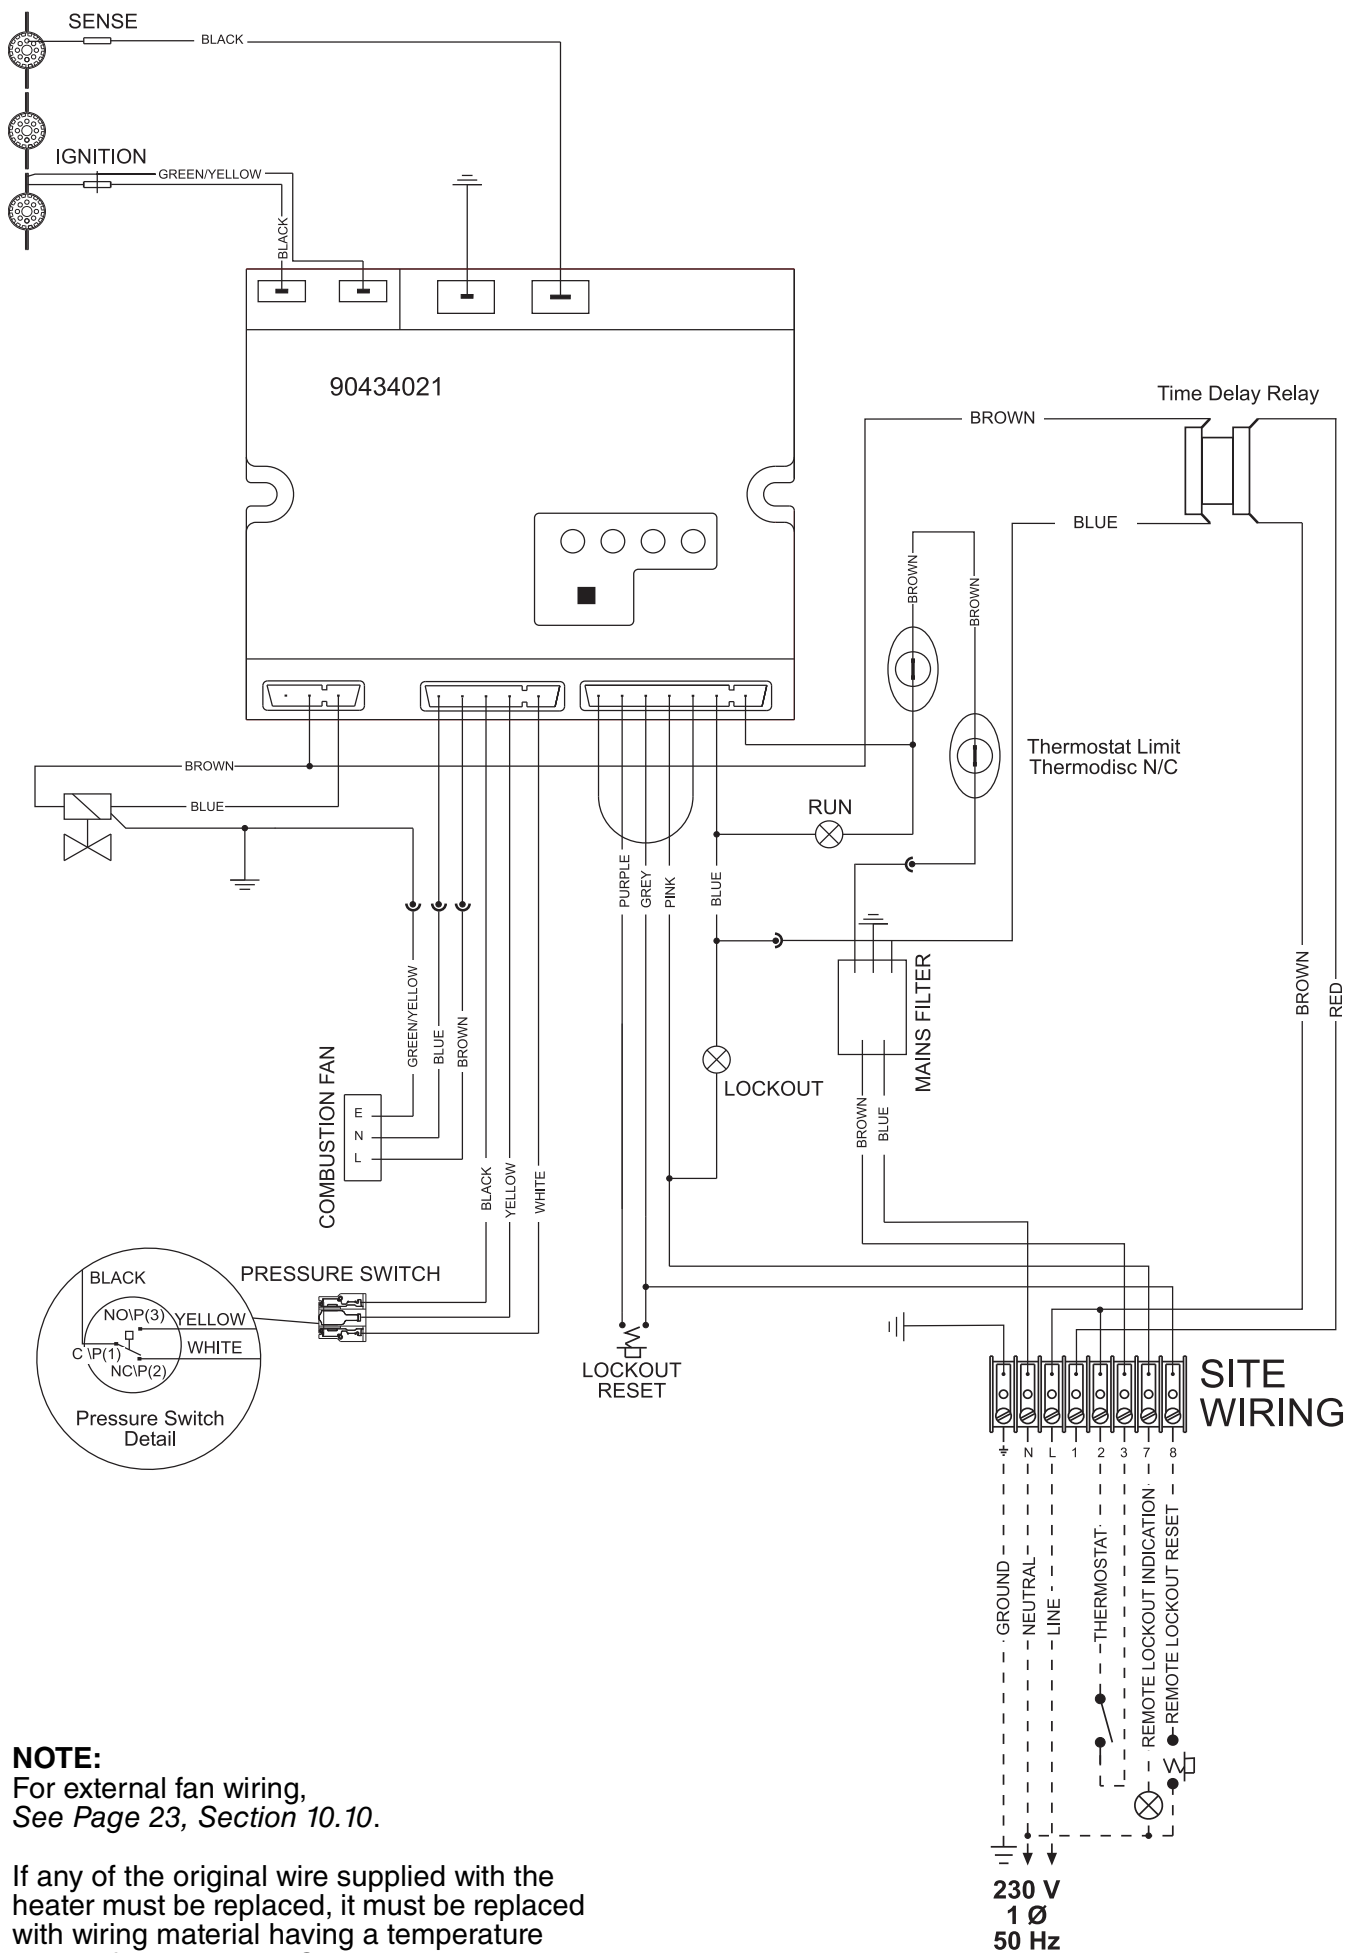 SENSE
BLACK
IGNITION
GREEN/YELLOW
BLACK
90434021
Time Delay Relay
BROWN
BLUE
BROWN
BROWN
Thermostat Limit
Thermodisc N/C
BROWN
BLUE
RUN
PURPLE
GREY
PINK
BLUE
MAINS FILTER
BROWN
RED
GREEN/YELLOW
BLUE
BROWN
COMBUSTION FAN
E
N
L
LOCKOUT
BROWN
BLUE
BLACK
YELLOW
WHITE
PRESSURE SWITCH
BLACK
NO\P(3)
YELLOW
C \P(1)
WHITE
NC\P(2)
Pressure Switch
Detail
LOCKOUT
RESET
SITE
WIRING
N L 1 2 3 7 8
GROUND
NEUTRAL
LINE
THERMOSTAT
REMOTE LOCKOUT INDICATION
REMOTE LOCKOUT RESET
230 V
1 Ø
50 Hz
NOTE:
For external fan wiring,
See Page 23, Section 10.10.
If any of the original wire supplied with the
heater must be replaced, it must be replaced
with wiring material having a temperature